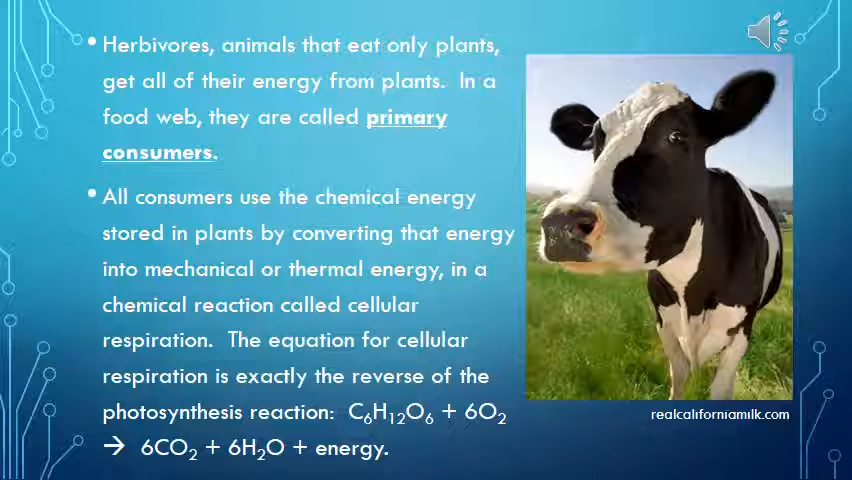 • Herbivores, animals that eat only plants,
get all of their energy from plants.  In a
food web, they are called primary
consumers.
• All consumers use the chemical energy
stored in plants by converting that energy
into mechanical or thermal energy, in a
chemical reaction called cellular
respiration.  The equation for cellular
respiration is exactly the reverse of the
photosynthesis reaction:  C₆H₁₂O₆ + 6O₂
→  6CO₂ + 6H₂O + energy.
realcaliforniamilk.com